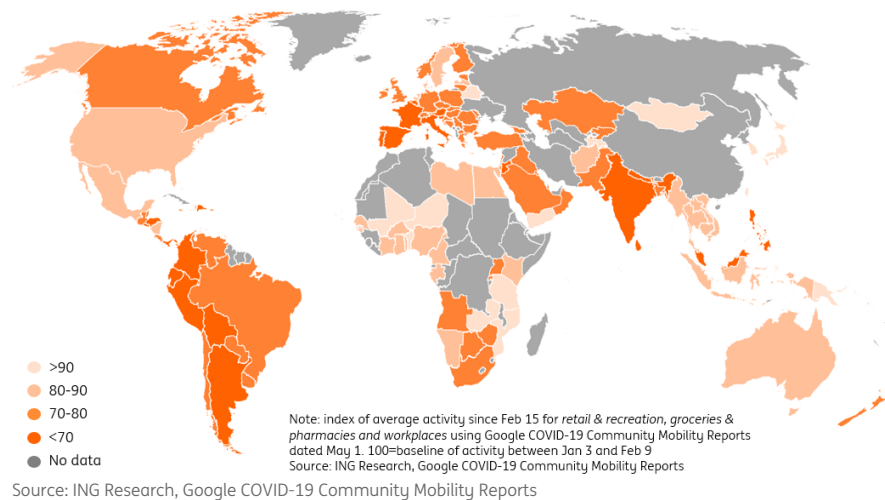 >90
80-90
70-80
<70
No data
Note: index of average activity since Feb 15 for retail & recreation, groceries &
pharmacies and workplaces using Google COVID-19 Community Mobility Reports
dated May 1. 100=baseline of activity between Jan 3 and Feb 9
Source: ING Research, Google COVID-19 Community Mobility Reports
Source: ING Research, Google COVID-19 Community Mobility Reports